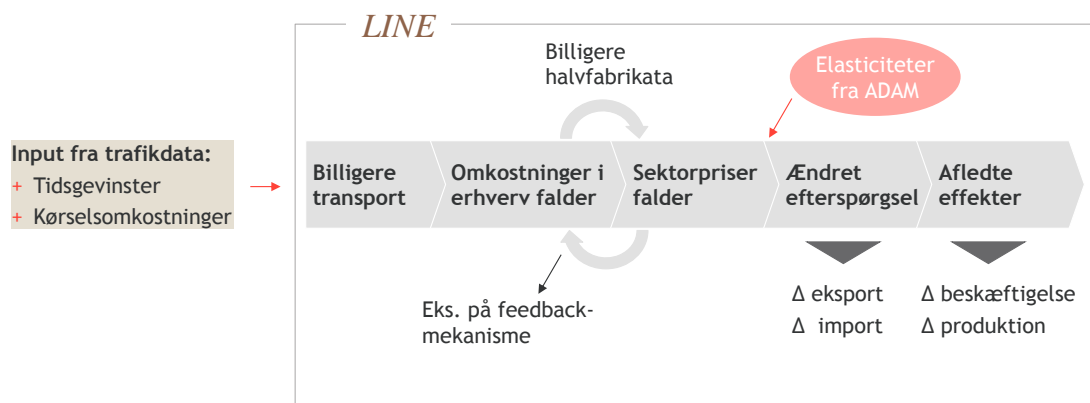 LINE
Billigere
halvfabrikata
Elasticiteter
fra ADAM
Input fra trafikdata:
+ Tidsgevinster
+ Kørselsomkostninger
Billigere
transport
Omkostninger i
erhverv falder
Sektorpriser
falder
Ændret
efterspørgsel
Afledte
effekter
Eks. på feedback-
mekanisme
Δ eksport
Δ import
Δ beskæftigelse
Δ produktion